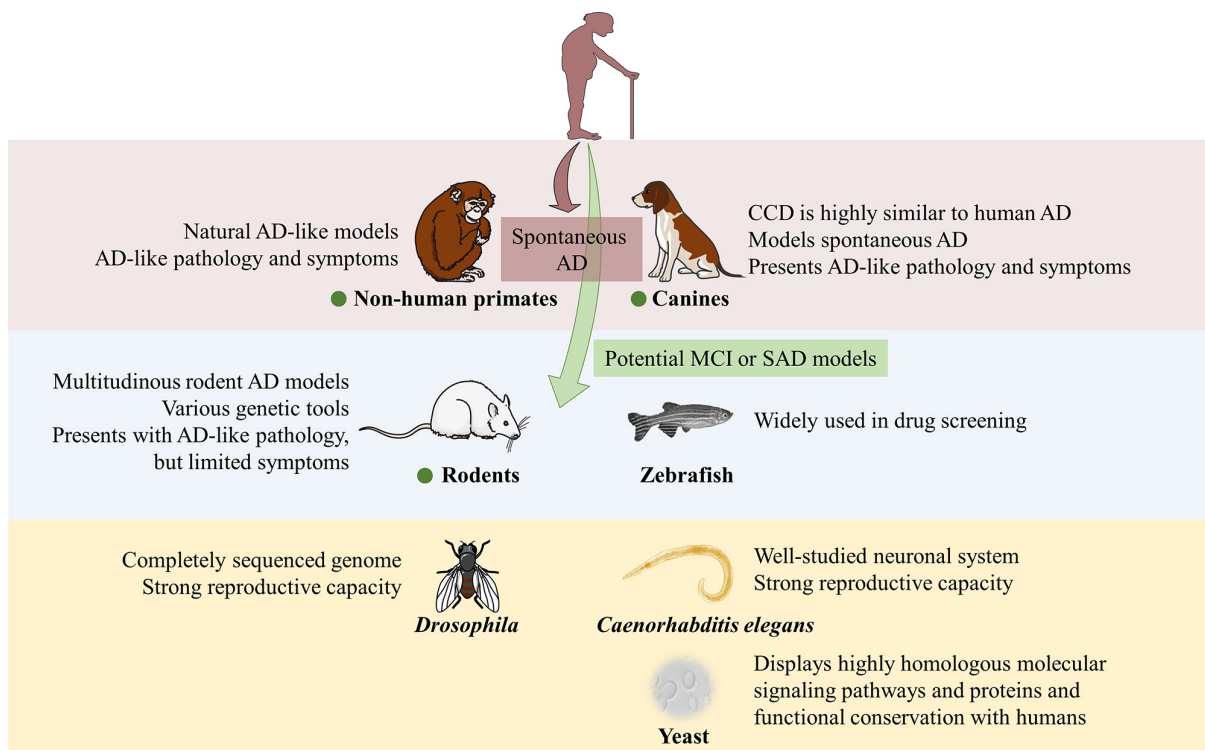 Natural AD-like models
AD-like pathology and symptoms
Non-human primates
Spontaneous
AD
CCD is highly similar to human AD
Models spontaneous AD
Presents AD-like pathology and symptoms
Canines
Potential MCI or SAD models
Multitudinous rodent AD models
Various genetic tools
Presents with AD-like pathology,
but limited symptoms
Rodents
Widely used in drug screening
Zebrafish
Completely sequenced genome
Strong reproductive capacity
Drosophila
Well-studied neuronal system
Strong reproductive capacity
Caenorhabditis elegans
Displays highly homologous molecular
signaling pathways and proteins and
functional conservation with humans
Yeast